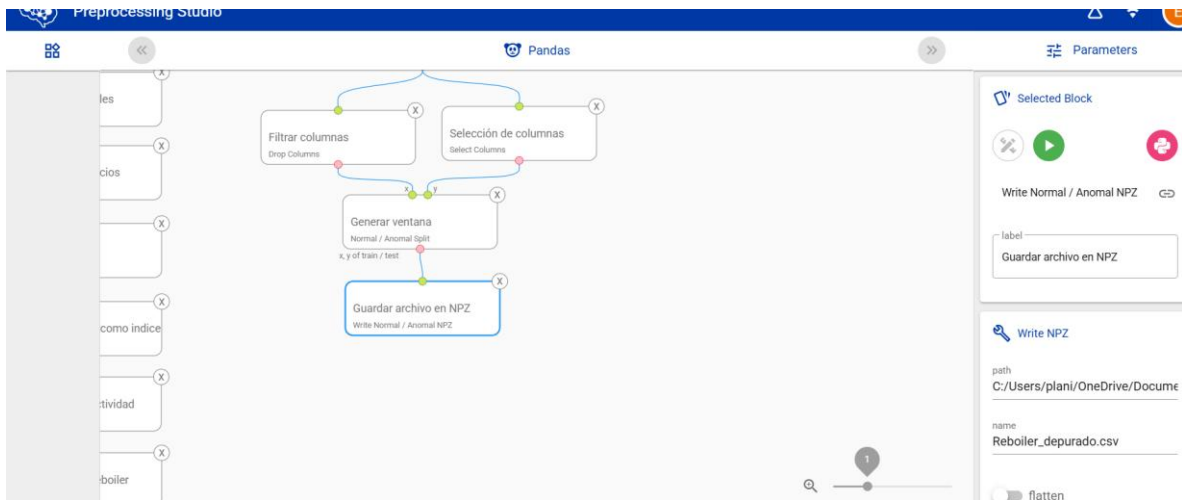 Preprocessing Studio
E
Pandas
Parameters
les
cios
como indice
ctividad
eboiler
Filtrar columnas
Drop Columns
Selección de columnas
Select Columns
x y
Generar ventana
Normal / Anomal Split
x, y of train / test
Guardar archivo en NPZ
Write Normal / Anomal NPZ
1
Selected Block
Write Normal / Anomal NPZ
label
Guardar archivo en NPZ
Write NPZ
path
C:/Users/plani/OneDrive/Docume
name
Reboiler_depurado.csv
flatten